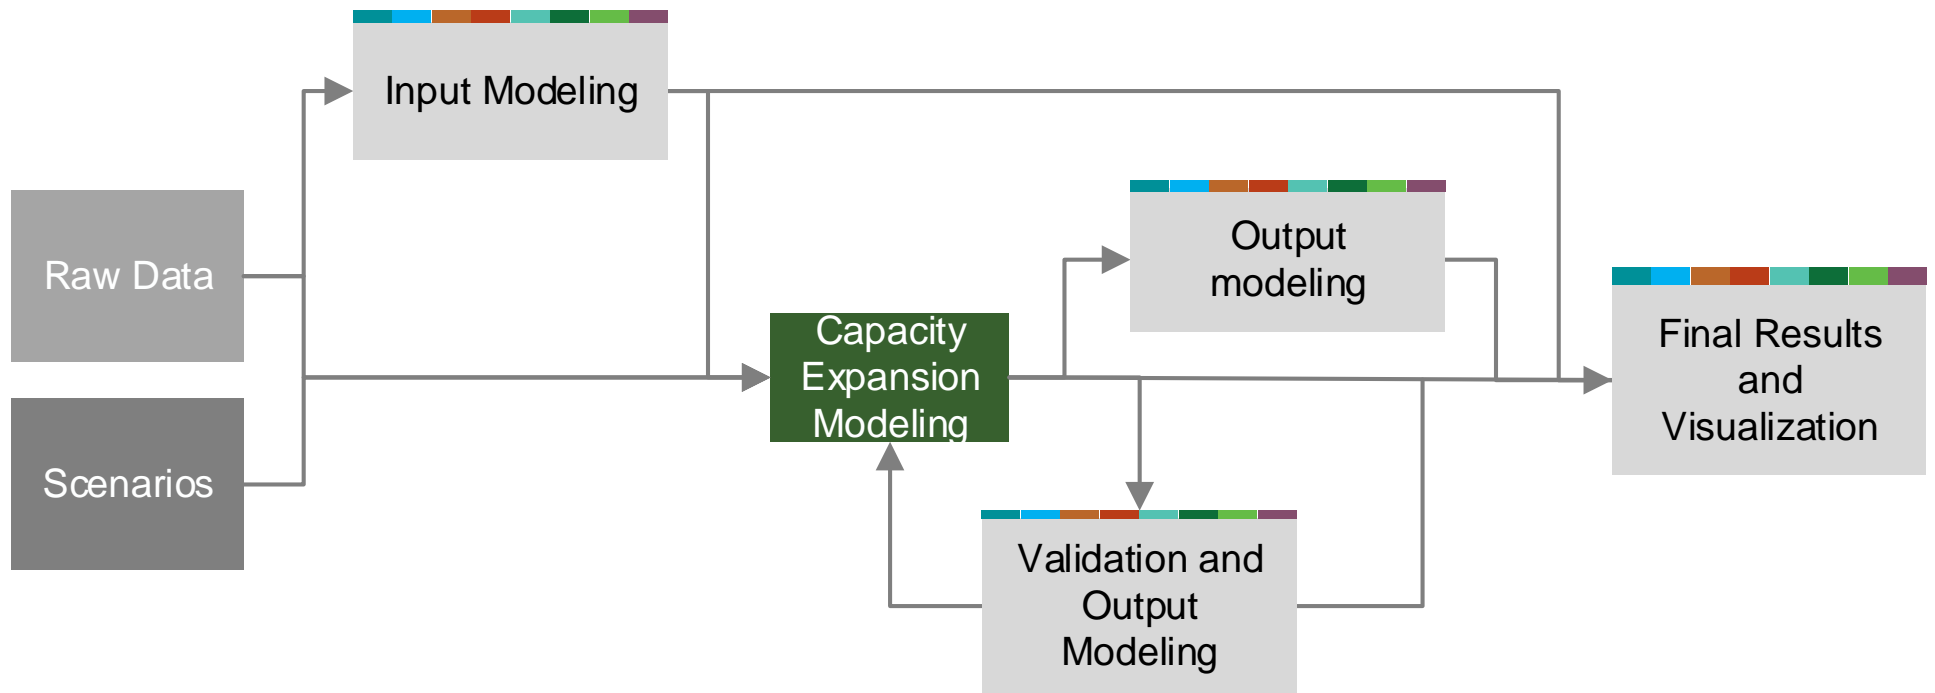 Input Modeling
Raw Data
Scenarios
Capacity
Expansion
Modeling
Output
modeling
Validation and
Output
Modeling
Final Results
and
Visualization